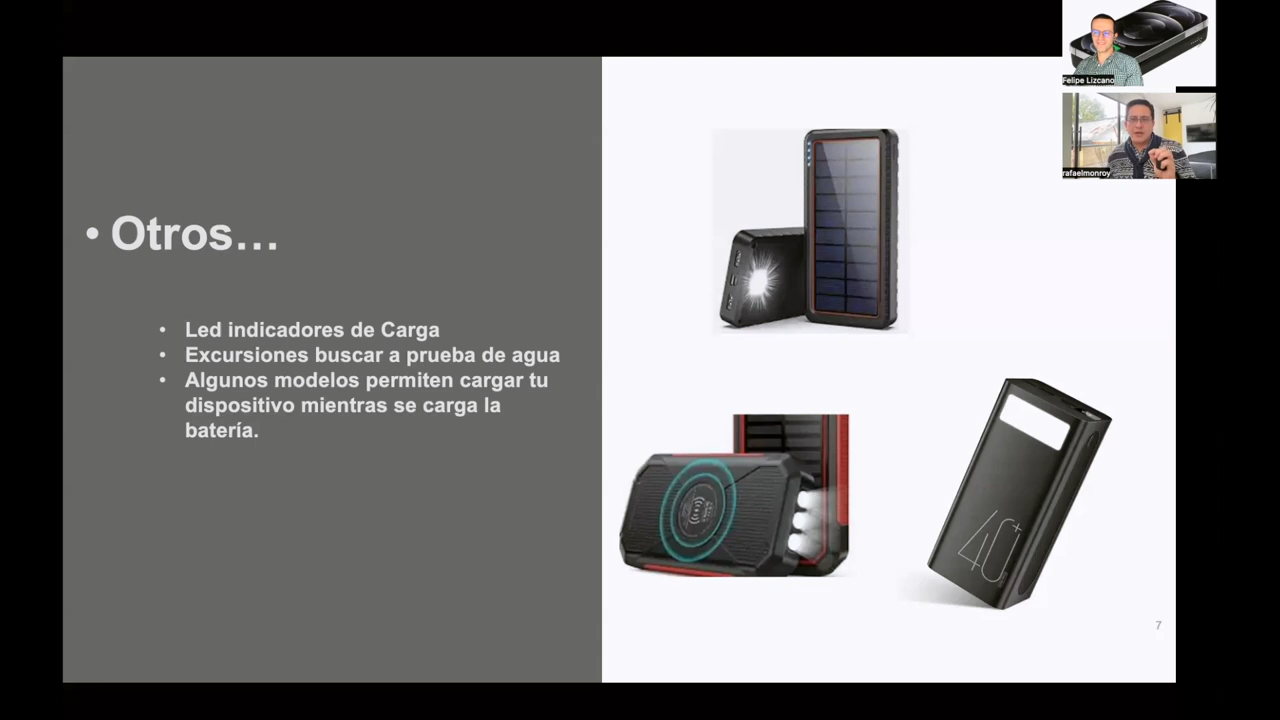 • Otros…
• Led indicadores de Carga
• Excursiones buscar a prueba de agua
• Algunos modelos permiten cargar tu
dispositivo mientras se carga la
batería.
Felipe Lizcano
rafaelmonroy
40+
7